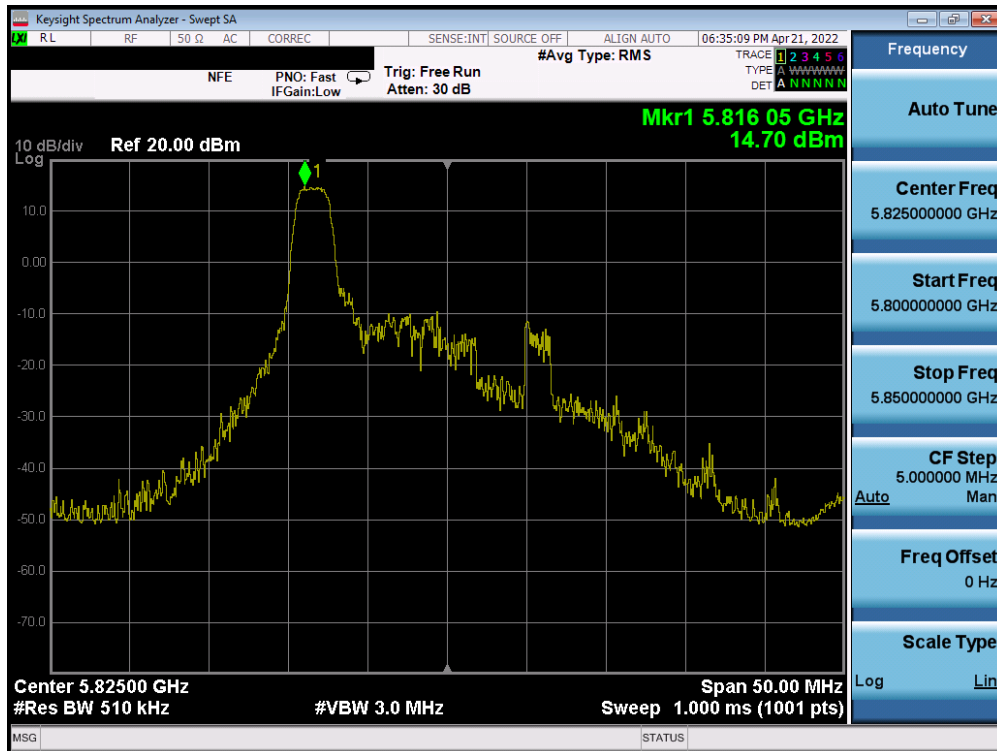 Keysight Spectrum Analyzer - Swept SA
LXI RL RF 50 Ω AC CORREC SENSE:INT SOURCE OFF ALIGN AUTO 06:35:09 PM Apr 21, 2022
NFE PNO: Fast Trig: Free Run #Avg Type: RMS TRACE 1 2 3 4 5 6
IFGain:Low Atten: 30 dB TYPE A WWWWWW
DET A N N N N N
Mkr1 5.816 05 GHz
14.70 dBm
10 dB/div Ref 20.00 dBm
Log
1
10.0
0.00
-10.0
-20.0
-30.0
-40.0
-50.0
-60.0
-70.0
Center 5.82500 GHz Span 50.00 MHz
#Res BW 510 kHz #VBW 3.0 MHz Sweep 1.000 ms (1001 pts)
MSG STATUS
Frequency
Auto Tune
Center Freq
5.825000000 GHz
Start Freq
5.800000000 GHz
Stop Freq
5.850000000 GHz
CF Step
5.000000 MHz
Auto Man
Freq Offset
0 Hz
Scale Type
Log Lin